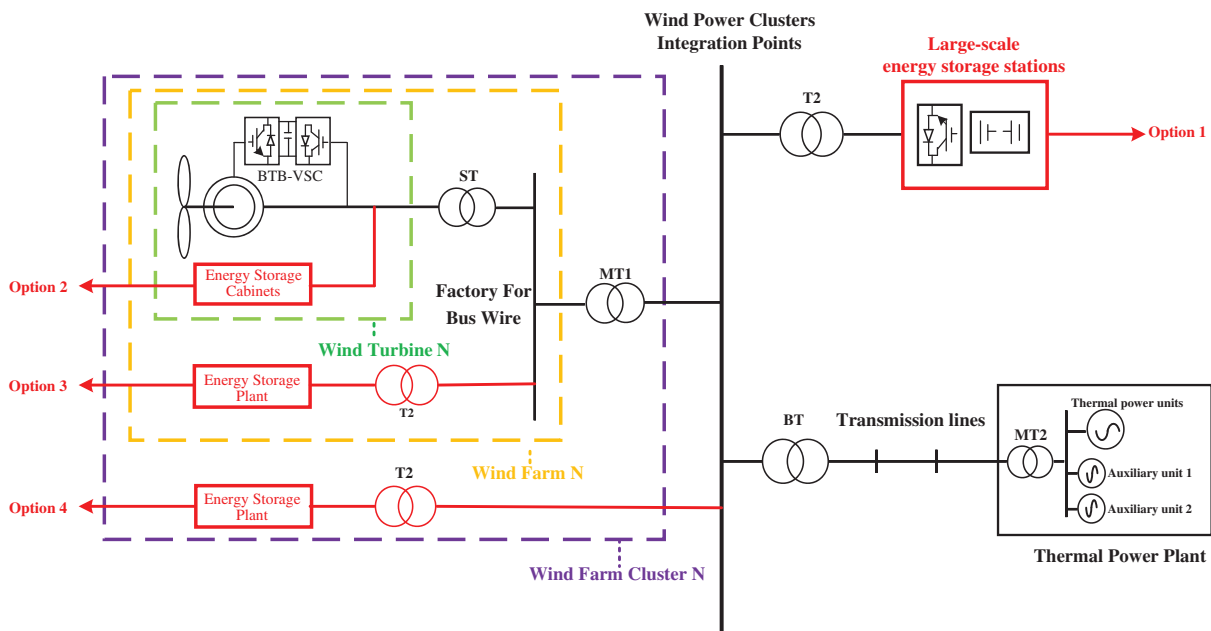 Wind Power Clusters
Integration Points
Large-scale
energy storage stations
T2
Option 1
BTB-VSC
ST
Energy Storage
Cabinets
Option 2
Factory For
Bus Wire
MT1
Wind Turbine N
Energy Storage
Plant
T2
Option 3
Wind Farm N
Energy Storage
Plant
T2
Option 4
Wind Farm Cluster N
BT
Transmission lines
MT2
Thermal power units
Auxiliary unit 1
Auxiliary unit 2
Thermal Power Plant